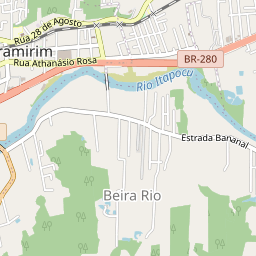 Rua 28 de Agosto
ramirim
Rua Athanásio Rosa
BR-280
Rio Itapocu
Estrada Bananal
Beira Rio